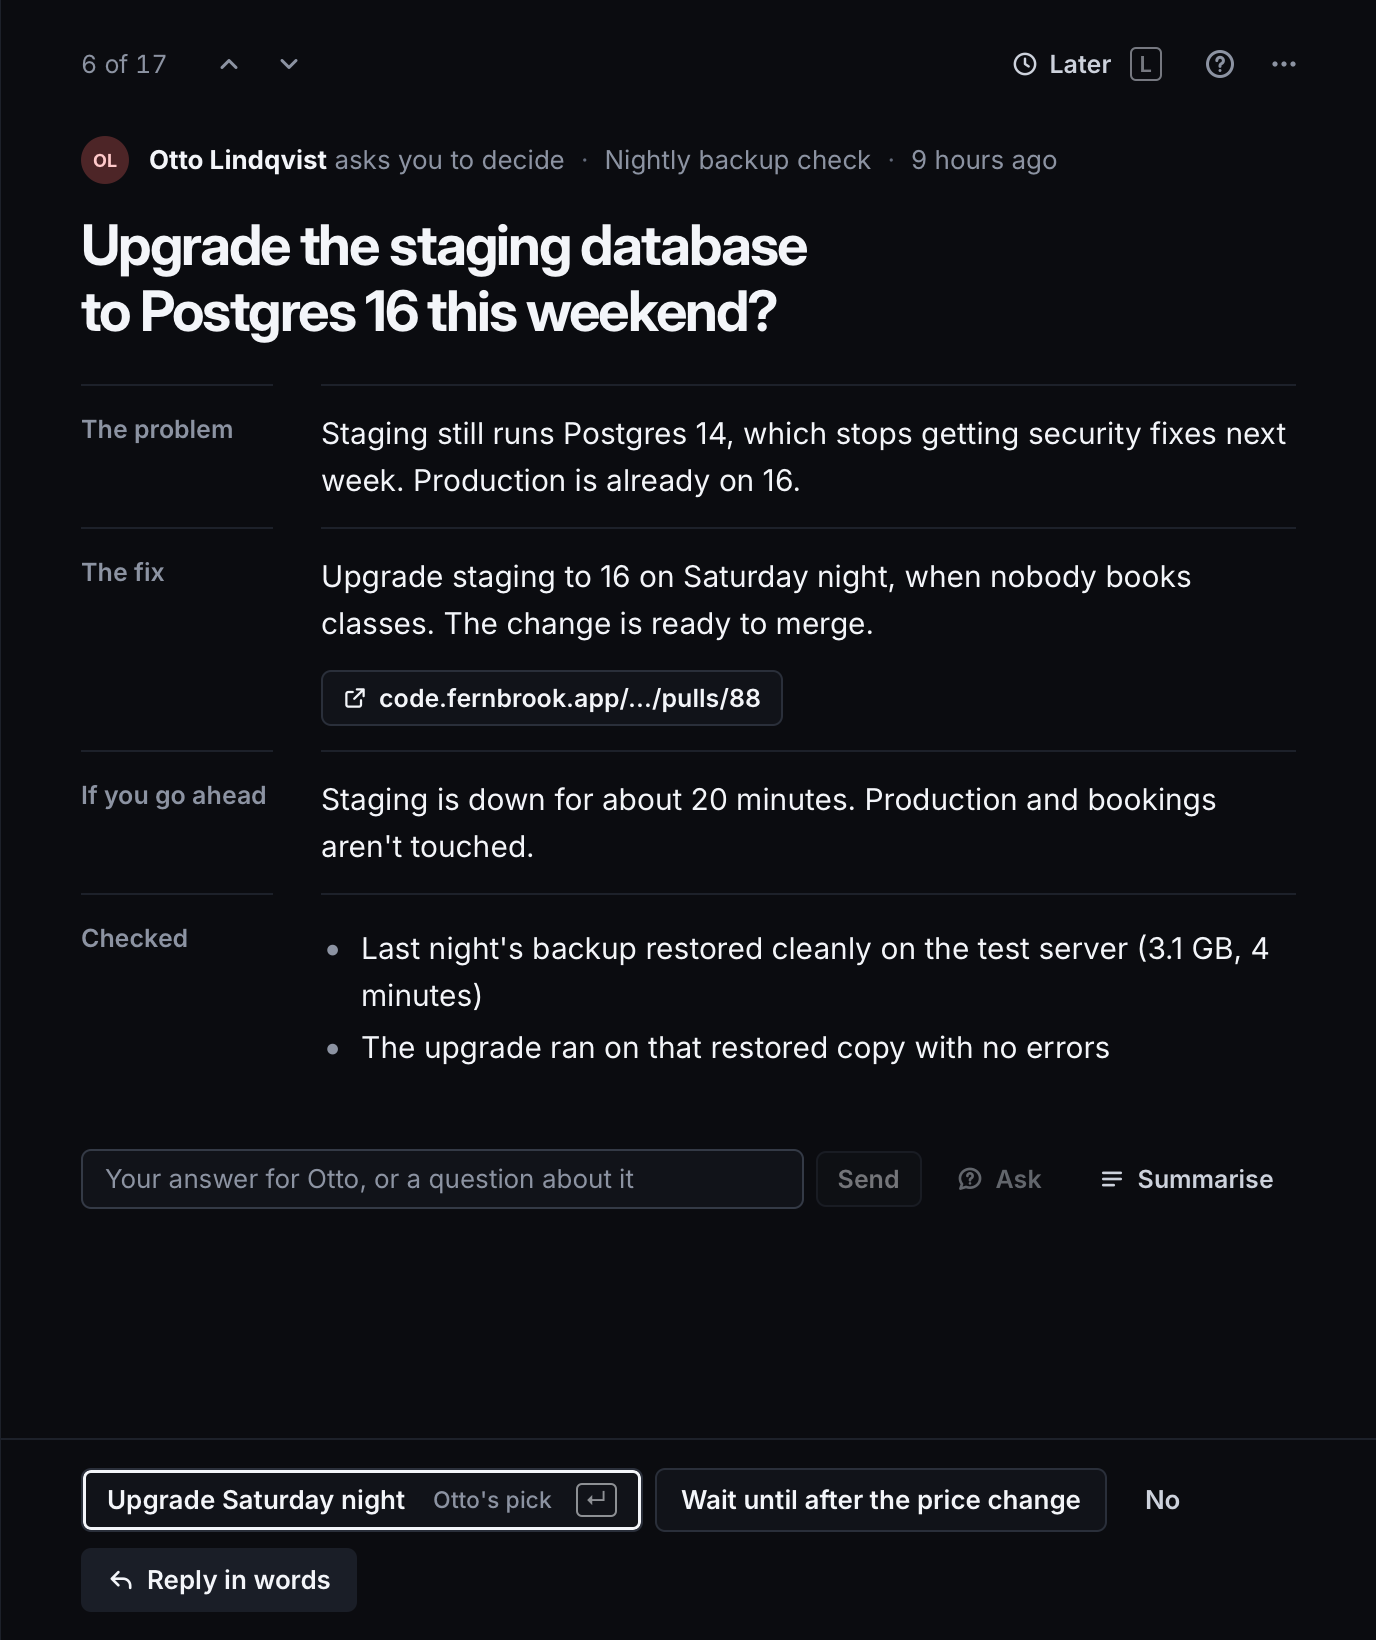 6 of 17
Later L
OL Otto Lindqvist asks you to decide · Nightly backup check · 9 hours ago
Upgrade the staging database
to Postgres 16 this weekend?
The problem
Staging still runs Postgres 14, which stops getting security fixes next
week. Production is already on 16.
The fix
Upgrade staging to 16 on Saturday night, when nobody books
classes. The change is ready to merge.
code.fernbrook.app/.../pulls/88
If you go ahead
Staging is down for about 20 minutes. Production and bookings
aren't touched.
Checked
• Last night's backup restored cleanly on the test server (3.1 GB, 4
minutes)
• The upgrade ran on that restored copy with no errors
Your answer for Otto, or a question about it
Send
Ask
Summarise
Upgrade Saturday night Otto's pick
Wait until after the price change
No
Reply in words